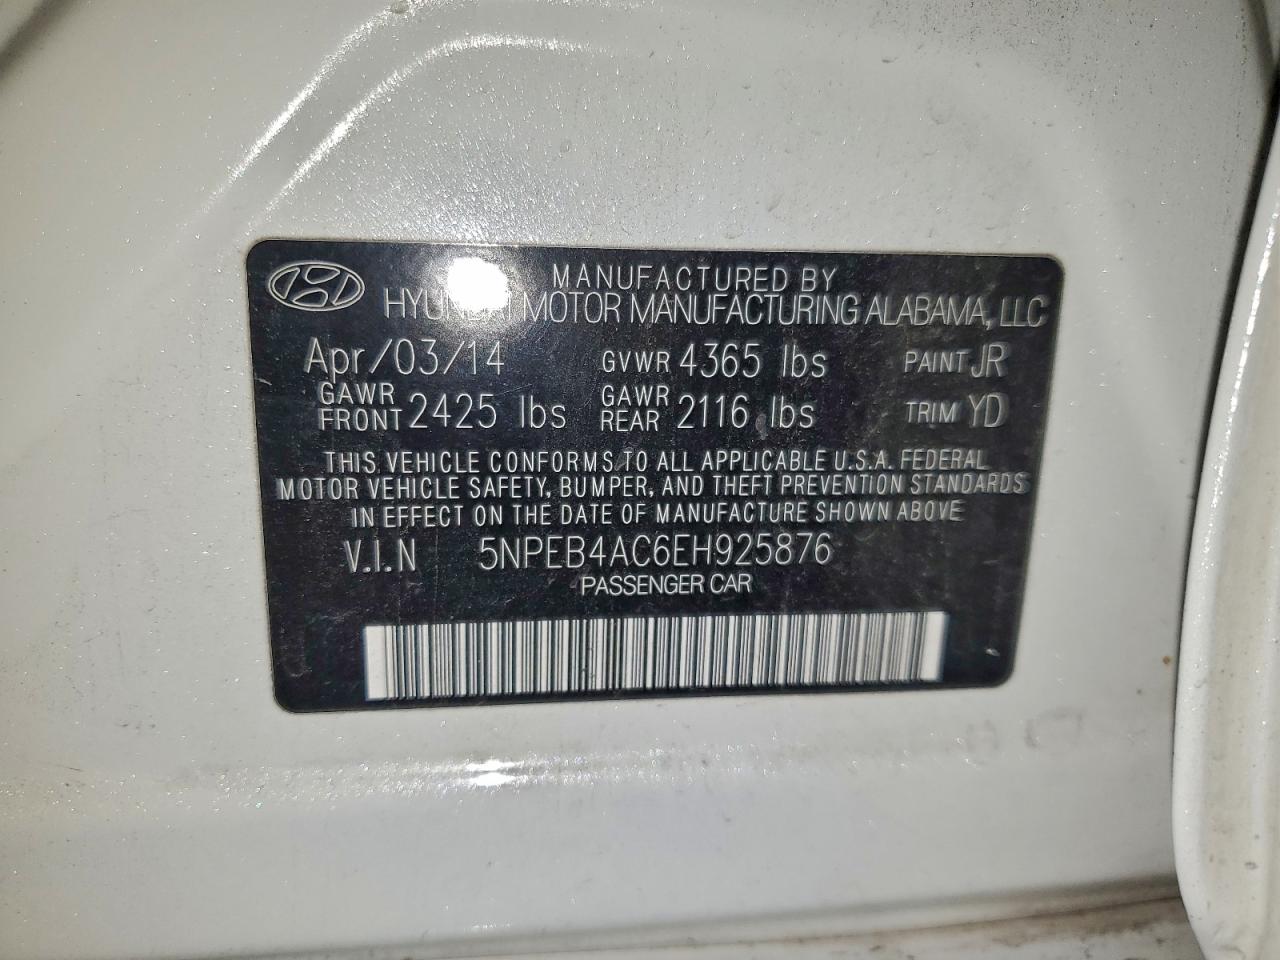 MANUFACTURED BY
HYUNDAI MOTOR MANUFACTURING ALABAMA, LLC
Apr/03/14 GVWR 4365 lbs PAINT JR
GAWR FRONT 2425 lbs GAWR REAR 2116 lbs TRIM YD
THIS VEHICLE CONFORMS TO ALL APPLICABLE U.S.A. FEDERAL
MOTOR VEHICLE SAFETY, BUMPER, AND THEFT PREVENTION STANDARDS
IN EFFECT ON THE DATE OF MANUFACTURE SHOWN ABOVE
V.I.N 5NPEB4AC6EH925876
PASSENGER CAR